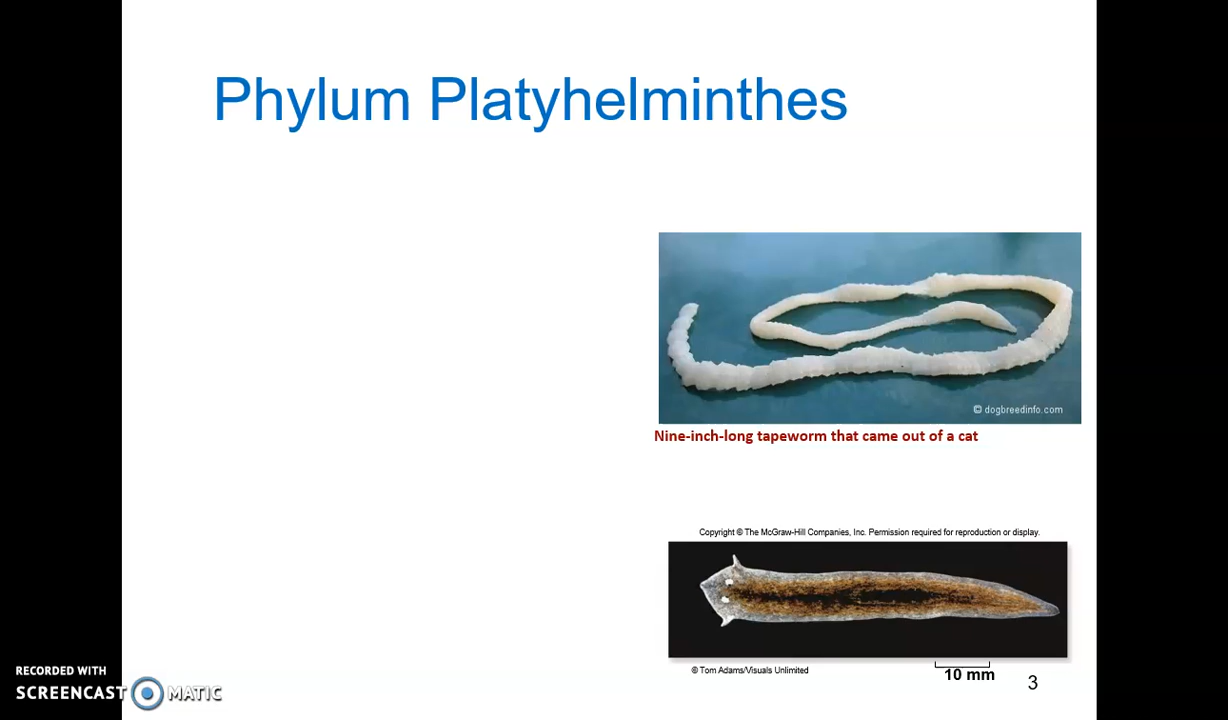 Phylum Platyhelminthes
© dogbreedinfo.com
Nine-inch-long tapeworm that came out of a cat
Copyright © The McGraw-Hill Companies, Inc. Permission required for reproduction or display.
© Tom Adams/Visuals Unlimited
10 mm
3
RECORDED WITH
SCREENCAST MATIC